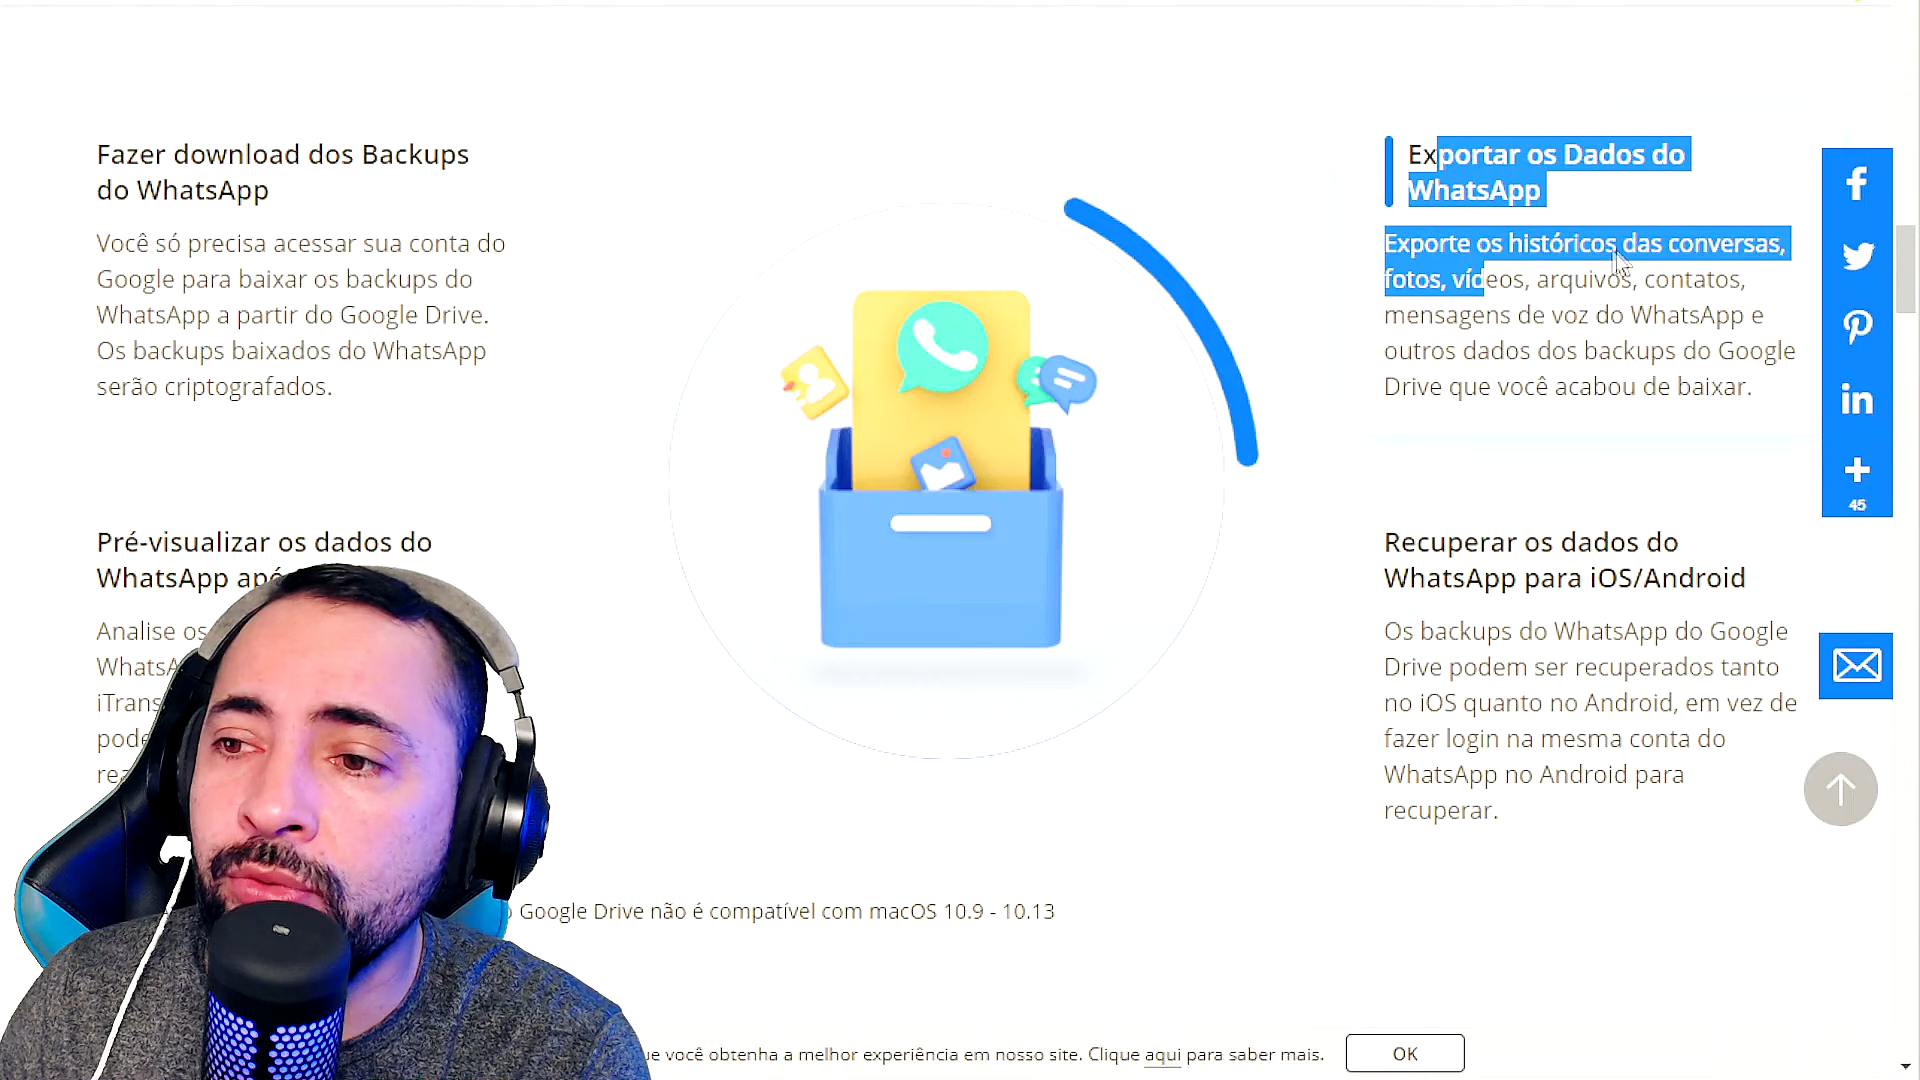 Fazer download dos Backups
do WhatsApp
Você só precisa acessar sua conta do
Google para baixar os backups do
WhatsApp a partir do Google Drive.
Os backups baixados do WhatsApp
serão criptografados.
Exportar os Dados do
WhatsApp
Exporte os históricos das conversas,
fotos, vídeos, arquivos, contatos,
mensagens de voz do WhatsApp e
outros dados dos backups do Google
Drive que você acabou de baixar.
45
Pré-visualizar os dados do
WhatsApp
Analise os
Recuperar os dados do
WhatsApp para iOS/Android
Os backups do WhatsApp do Google
Drive podem ser recuperados tanto
no iOS quanto no Android, em vez de
fazer login na mesma conta do
WhatsApp no Android para
recuperar.
Google Drive não é compatível com macOS 10.9 - 10.13
você obtenha a melhor experiência em nosso site. Clique aqui para saber mais.
OK